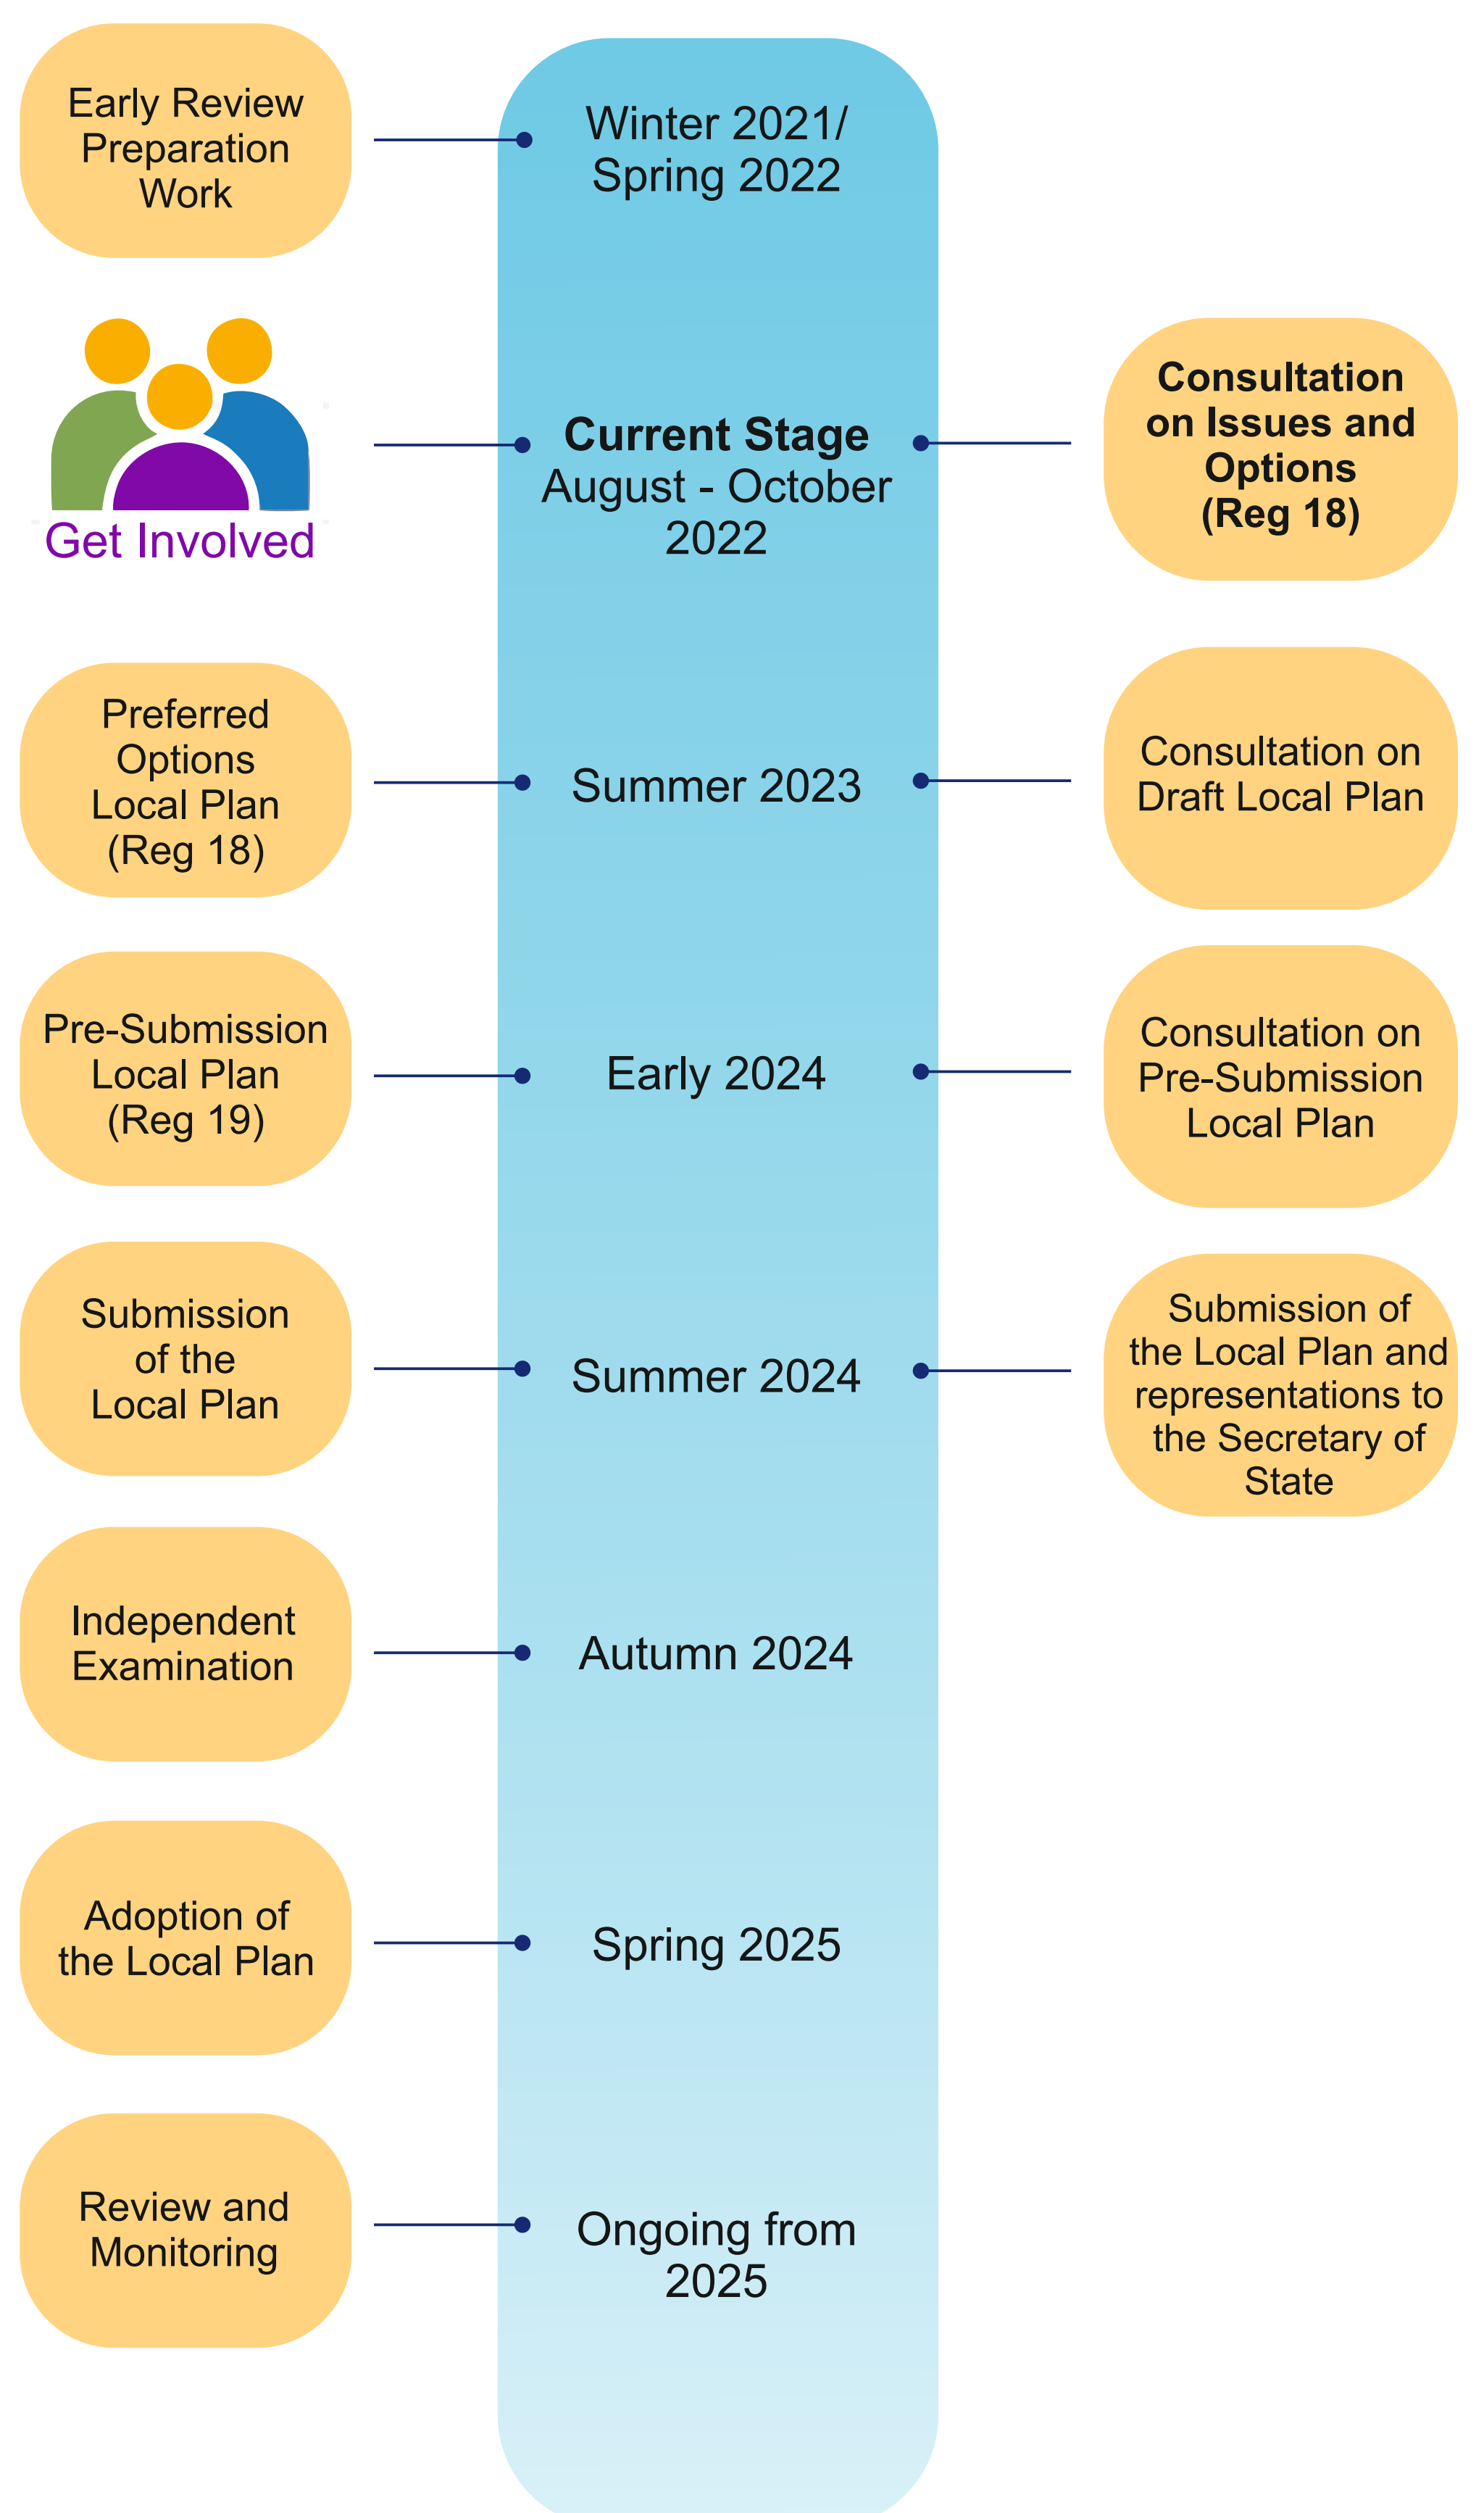 Early Review
Preparation
Work
Winter 2021/
Spring 2022
Get Involved
Current Stage
August - October
2022
Consultation
on Issues and
Options
(Reg 18)
Preferred
Options
Local Plan
(Reg 18)
Summer 2023
Consultation on
Draft Local Plan
Pre-Submission
Local Plan
(Reg 19)
Early 2024
Consultation on
Pre-Submission
Local Plan
Submission
of the
Local Plan
Summer 2024
Submission of
the Local Plan and
representations to
the Secretary of
State
Independent
Examination
Autumn 2024
Adoption of
the Local Plan
Spring 2025
Review and
Monitoring
Ongoing from
2025